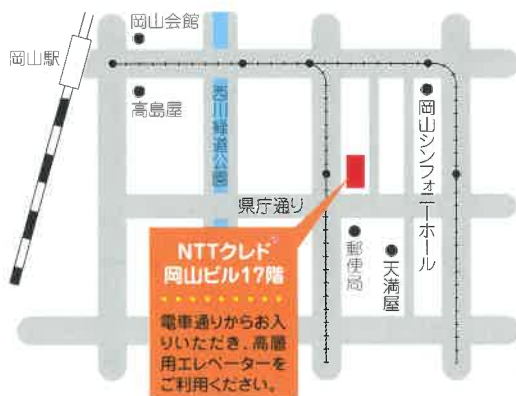 岡山会館
岡山駅
高島屋
西川緑道公園
岡山シンフォニーホール
県庁通り
郵便局
天満屋
NTTクレド
岡山ビル17階
電車通りからお入
りいただき、高層
用エレベーターを
ご利用ください。